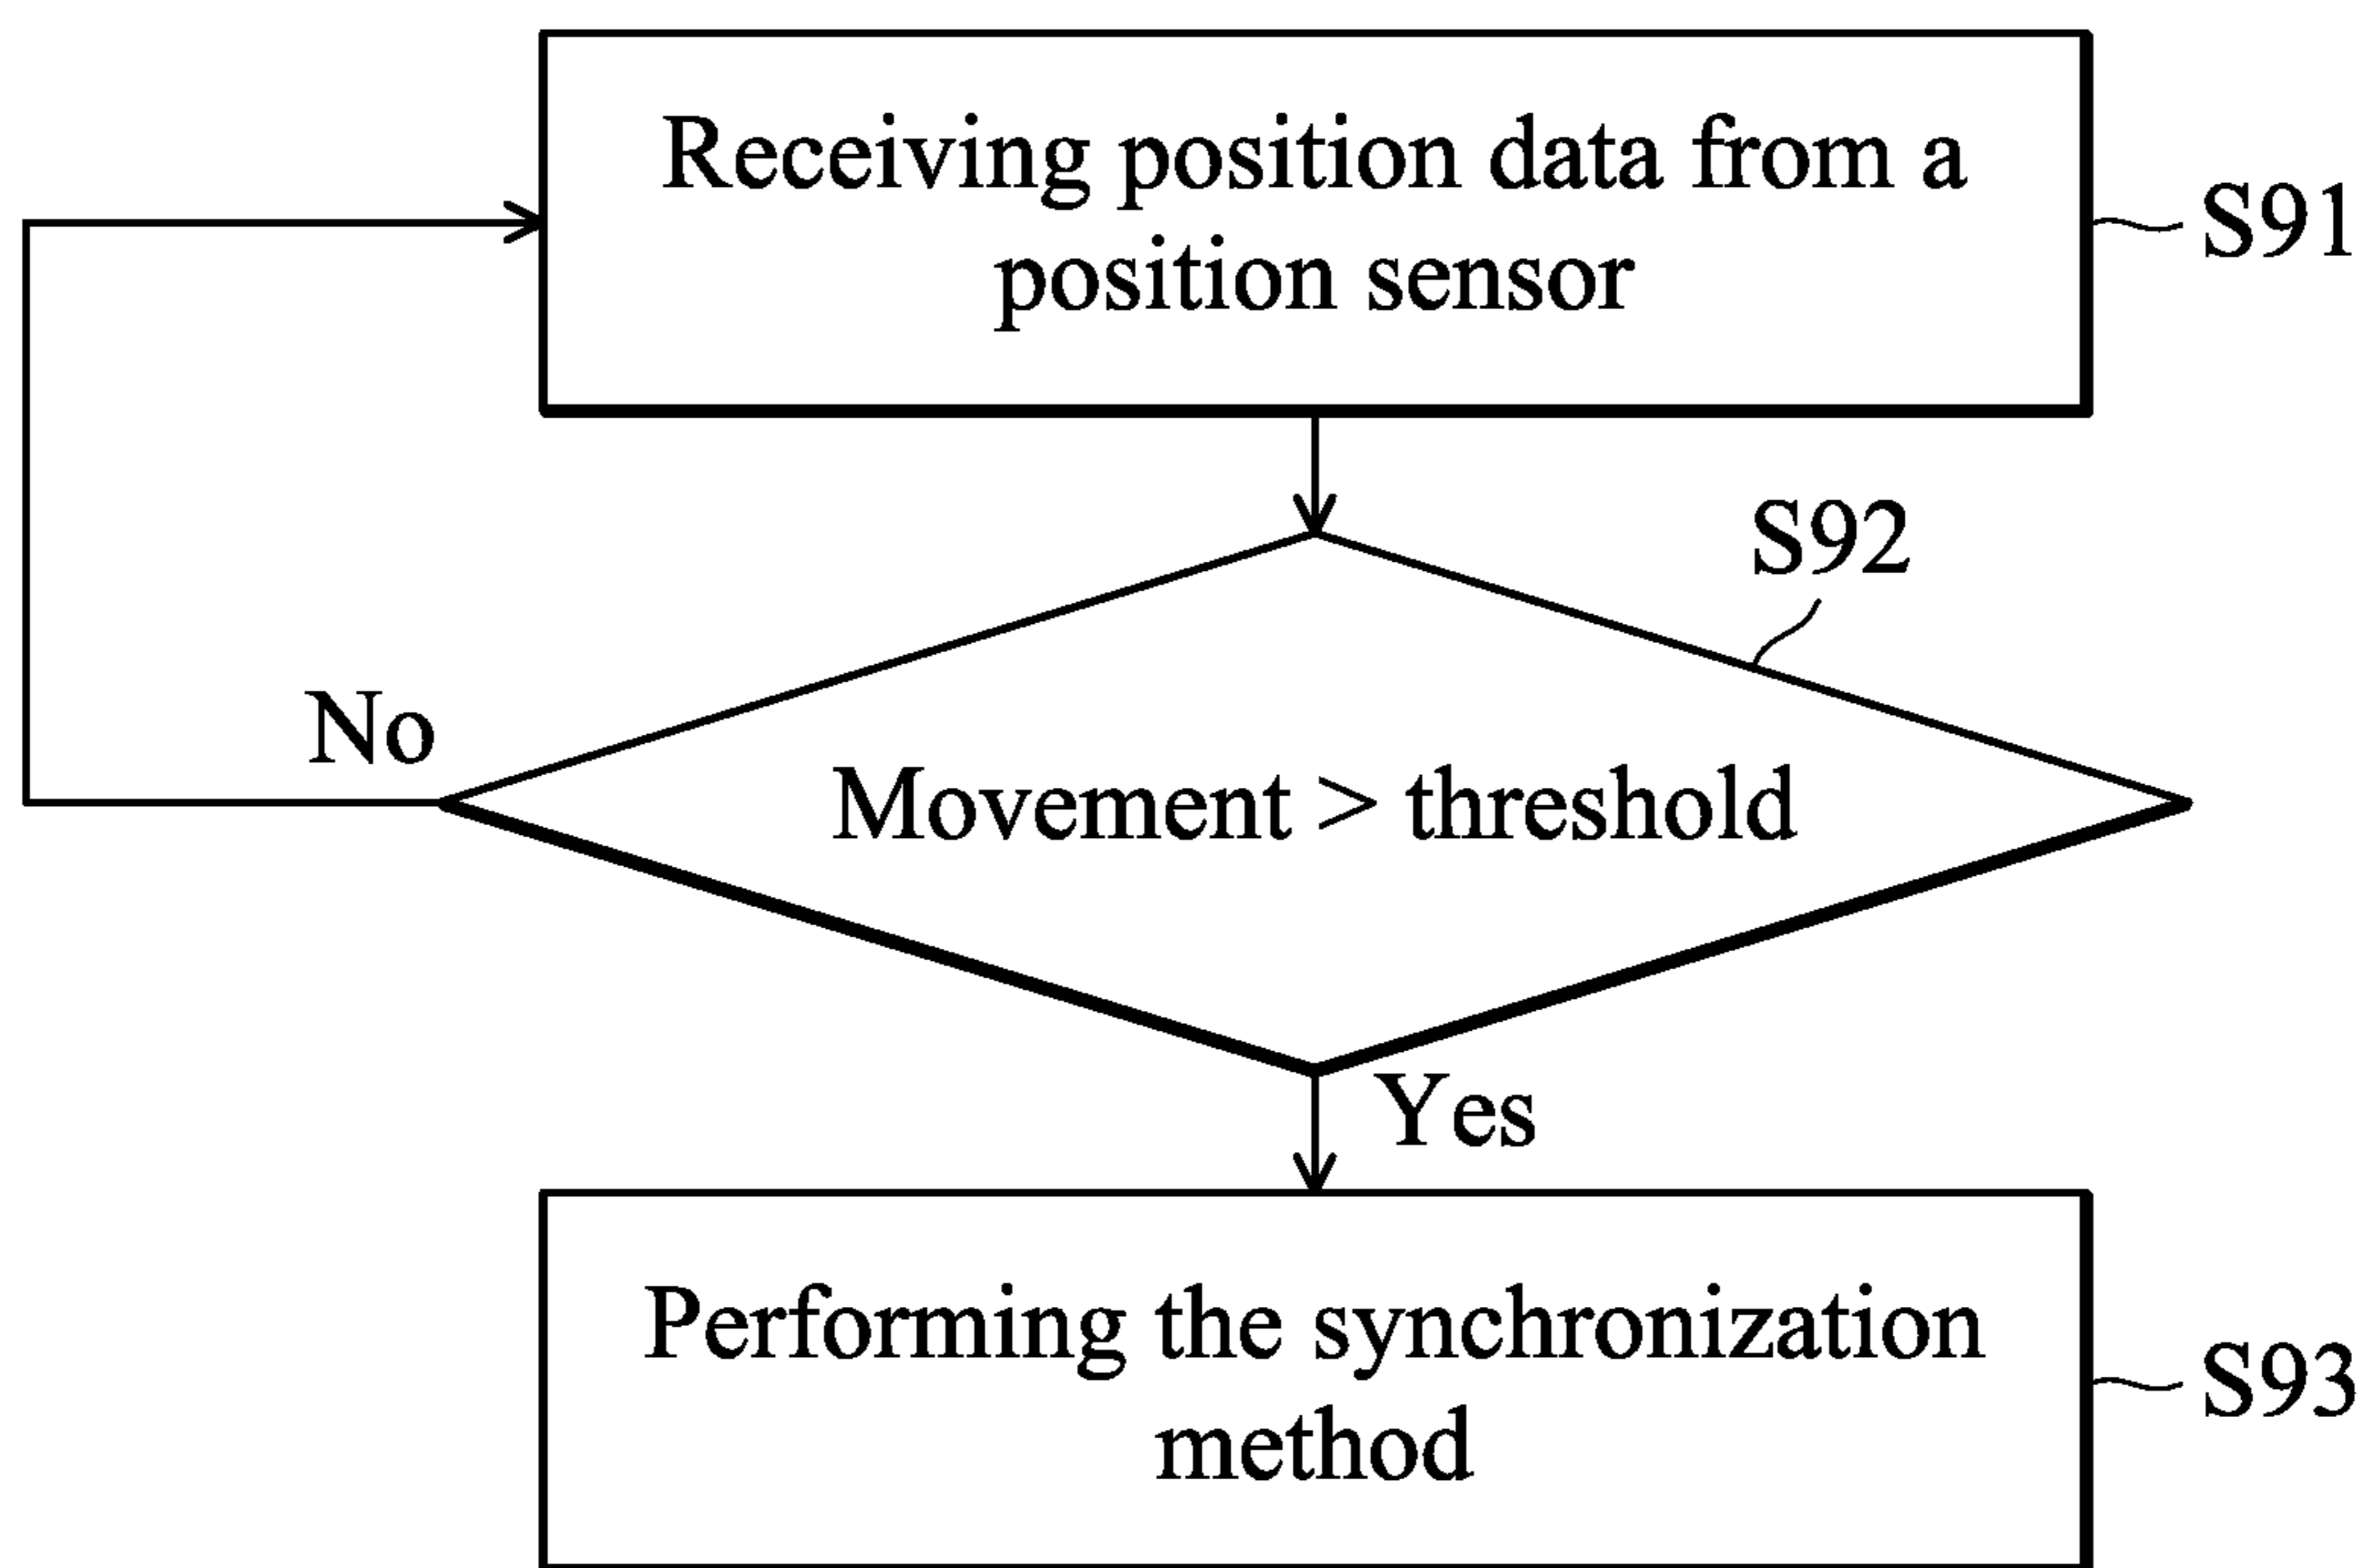 Receiving position data from a
position sensor
S91
S92
No
Movement > threshold
Yes
Performing the synchronization
method
S93